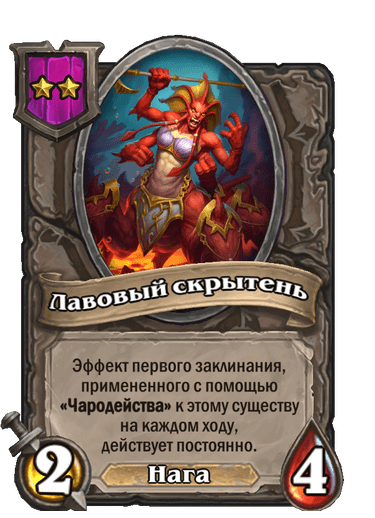 Лавовый скрытень
Эффект первого заклинания,
примененного с помощью
«Чародейства» к этому существу
на каждом ходу,
действует постоянно.
2
Нага
4